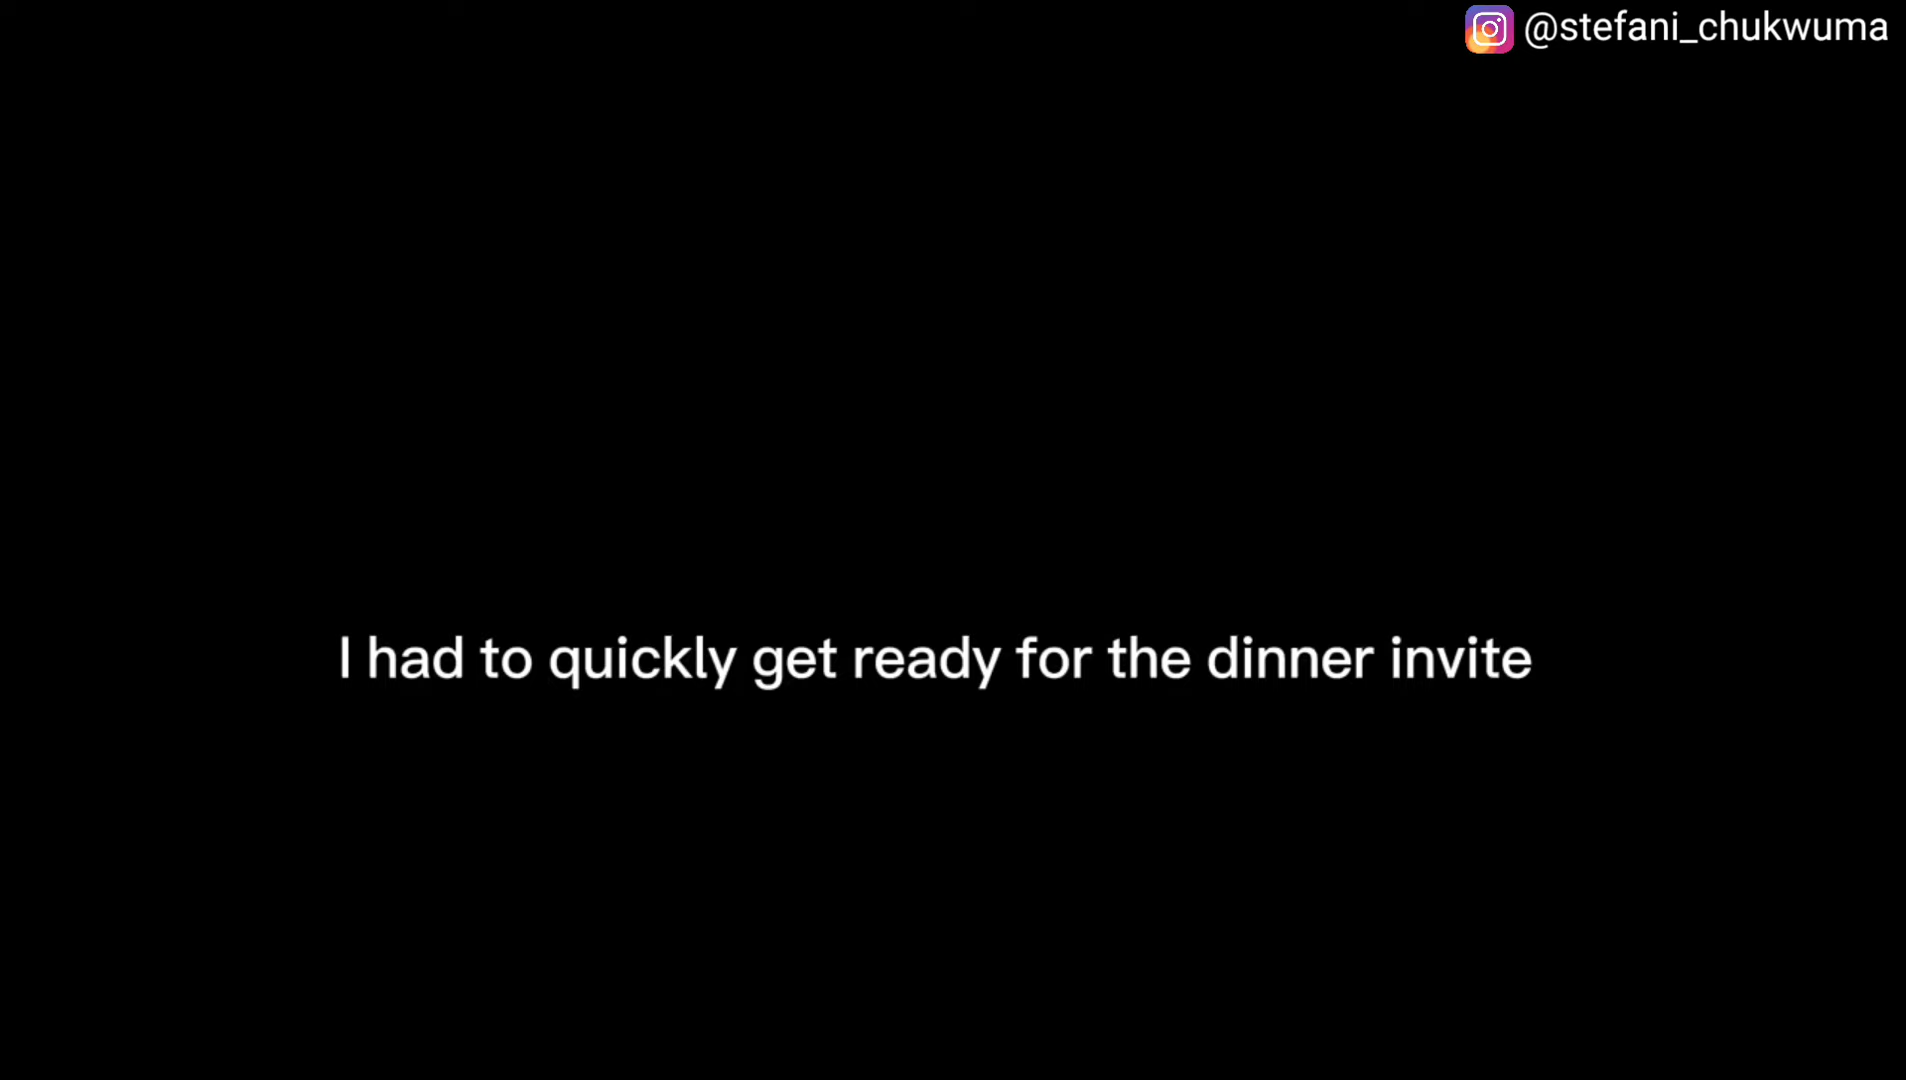 @stefani_chukwuma
I had to quickly get ready for the dinner invite